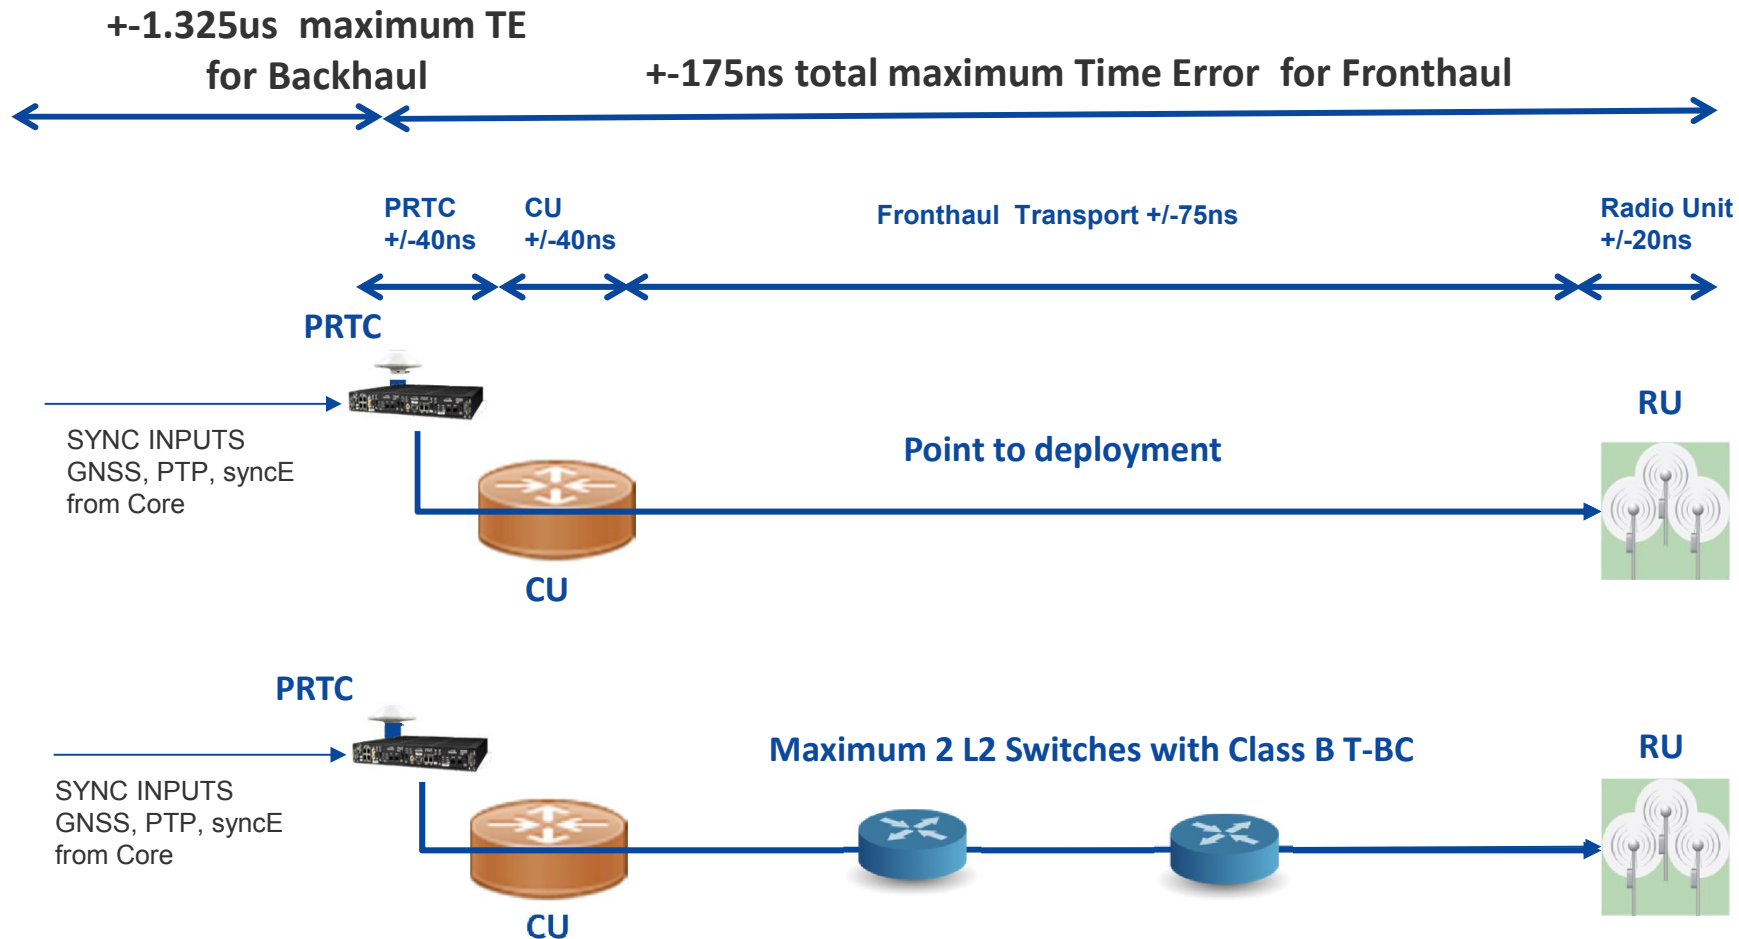 +-1.325us maximum TE
for Backhaul
+-175ns total maximum Time Error for Fronthaul
PRTC
+/-40ns
CU
+/-40ns
Fronthaul Transport +/-75ns
Radio Unit
+/-20ns
PRTC
SYNC INPUTS
GNSS, PTP, syncE
from Core
CU
Point to deployment
RU
PRTC
SYNC INPUTS
GNSS, PTP, syncE
from Core
CU
Maximum 2 L2 Switches with Class B T-BC
RU